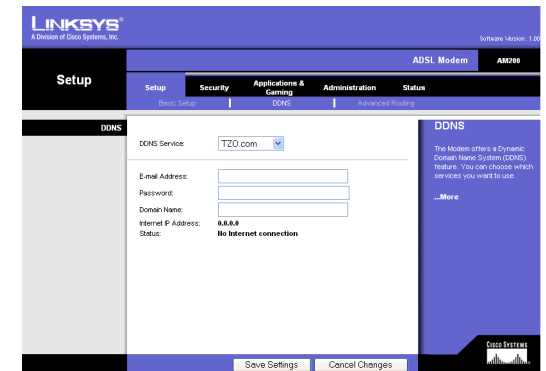 LINKSYS®
A Division of Cisco Systems, Inc.
Software Version: 1.00
ADSL Modem AM200
Setup
Setup Security Applications & Gaming Administration Status
Basic Setup DDNS Advanced Routing
DDNS
DDNS Service: TZO.com
E-mail Address:
Password:
Domain Name:
Internet IP Address: 0.0.0.0
Status: No Internet connection
DDNS
The Modem offers a Dynamic
Domain Name System (DDNS)
feature. You can choose which
services you want to use.
...More
Save Settings Cancel Changes
CISCO SYSTEMS